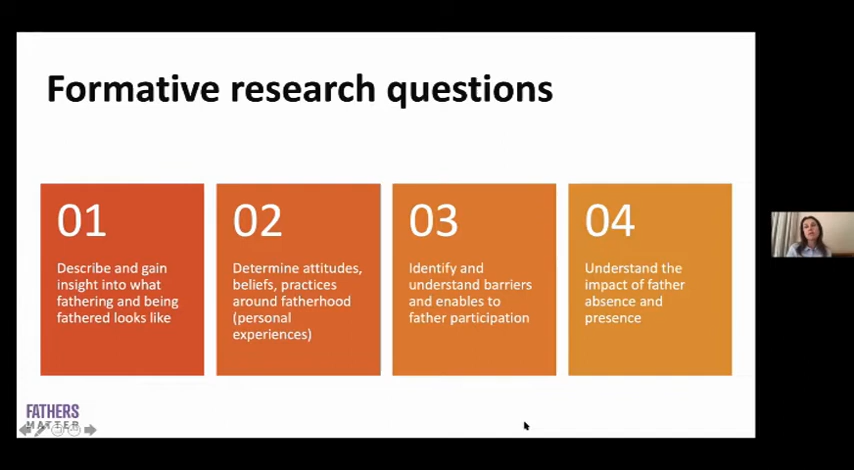 Formative research questions
01
Describe and gain
insight into what
fathering and being
fathered looks like
02
Determine attitudes,
beliefs, practices
around fatherhood
(personal
experiences)
03
Identify and
understand barriers
and enables to
father participation
04
Understand the
impact of father
absence and
presence
FATHERS
MATTER